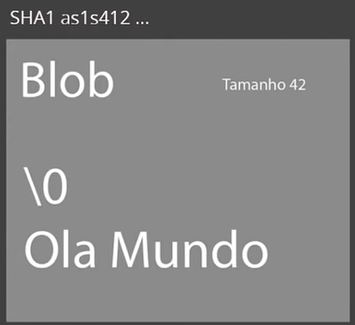 SHA1 as1s412 ...
Blob
Tamanho 42
\0
Ola Mundo